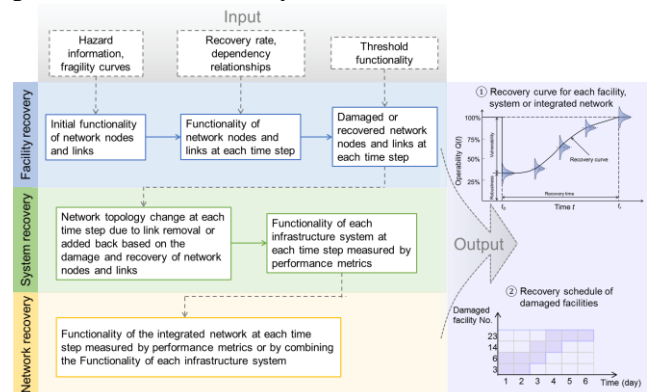 Input
Hazard
information,
fragility curves
Recovery rate,
dependency
relationships
Threshold
functionality
Facility recovery
Initial functionality
of network nodes
and links
Functionality of
network nodes and
links at each time step
Damaged or
recovered network
nodes and links at
each time step
System recovery
Network topology change at each
time step due to link removal or
added back based on the
damage and recovery of network
nodes and links
Functionality of each
infrastructure system
at each time step measured by
performance metrics
Network recovery
Functionality of the integrated network at each time
step measured by performance metrics or by combining
the Functionality of each infrastructure system
Output
① Recovery curve for each facility,
system or integrated network
Operability Q(t)
100%
75%
50%
25%
Vulnerability
Robustness
Recovery curve
Recovery time
t₀
Time t
② Recovery schedule of
damaged facilities
Damaged
facility No.
23
14
6
3
1 2 3 4 5 6
Time (day)